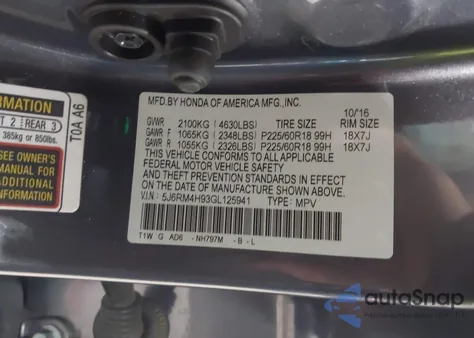 ORMATION
T 2 | REAR 3
385kg or 850lbs.
SEE OWNER'S
MANUAL FOR
ADDITIONAL
T0A A6
MFD.BY HONDA OF AMERICA MFG.,INC.
10/'16
GVWR 2100KG (4630LBS) TIRE SIZE RIM SIZE
GAWR F 1065KG (2348LBS) P225/60R18 99H 18X7J
GAWR R 1055KG (2326LBS) P225/60R18 99H 18X7J
THIS VEHICLE CONFORMS TO ALL APPLICABLE
FEDERAL MOTOR VEHICLE SAFETY
AND THEFT PREVENTION STANDARDS IN EFFECT
ON THE DATE OF MANUFACTURE SHOWN ABOVE.
V.I.N.: 5J6RM4H93GL125941 TYPE: MPV
T1W G AD6 -NH797M -B-L
autoSnap